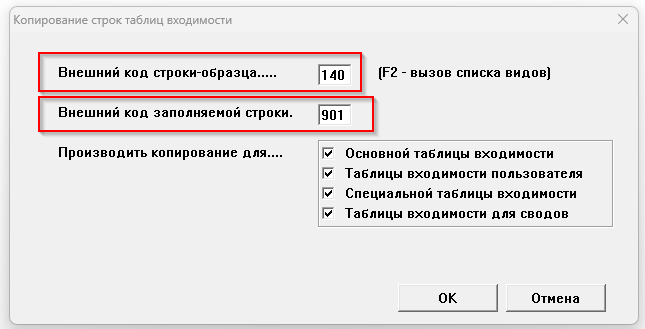 Копирование строк таблиц входимости
Внешний код строки-образца..... 140 (F2 - вызов списка видов)
Внешний код заполняемой строки. 901
Производить копирование для....
Основной таблицы входимости
Таблицы входимости пользователя
Специальной таблицы входимости
Таблицы входимости для сводов
OK Отмена